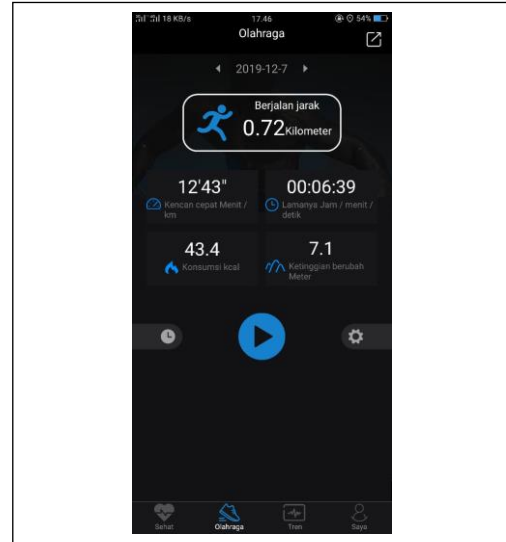 18 KB/s 17.46 54%
Olahraga
2019-12-7
Berjalan jarak
0.72Kilometer
12'43"
Kencan cepat Menit /
km
00:06:39
Lamanya Jam / menit /
detik
43.4
Konsumsi kcal
7.1
Ketinggian berubah
Meter
Sehat Olahraga Tren Saya